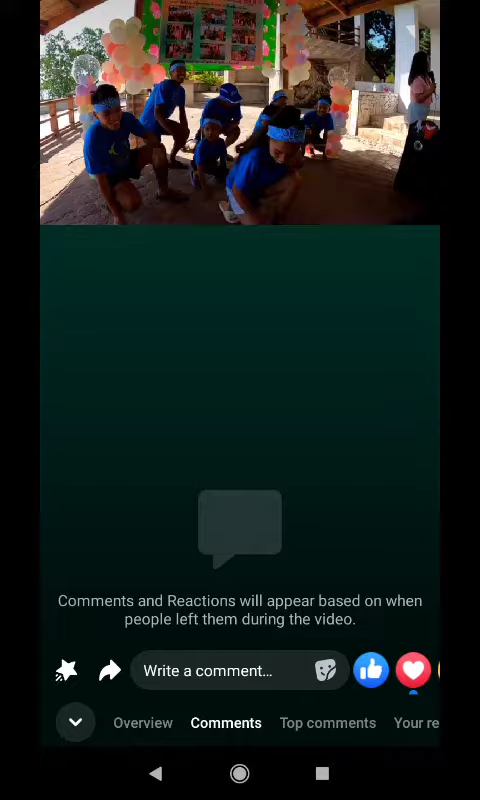 Comments and Reactions will appear based on when
people left them during the video.
Write a comment...
Overview Comments Top comments Your re